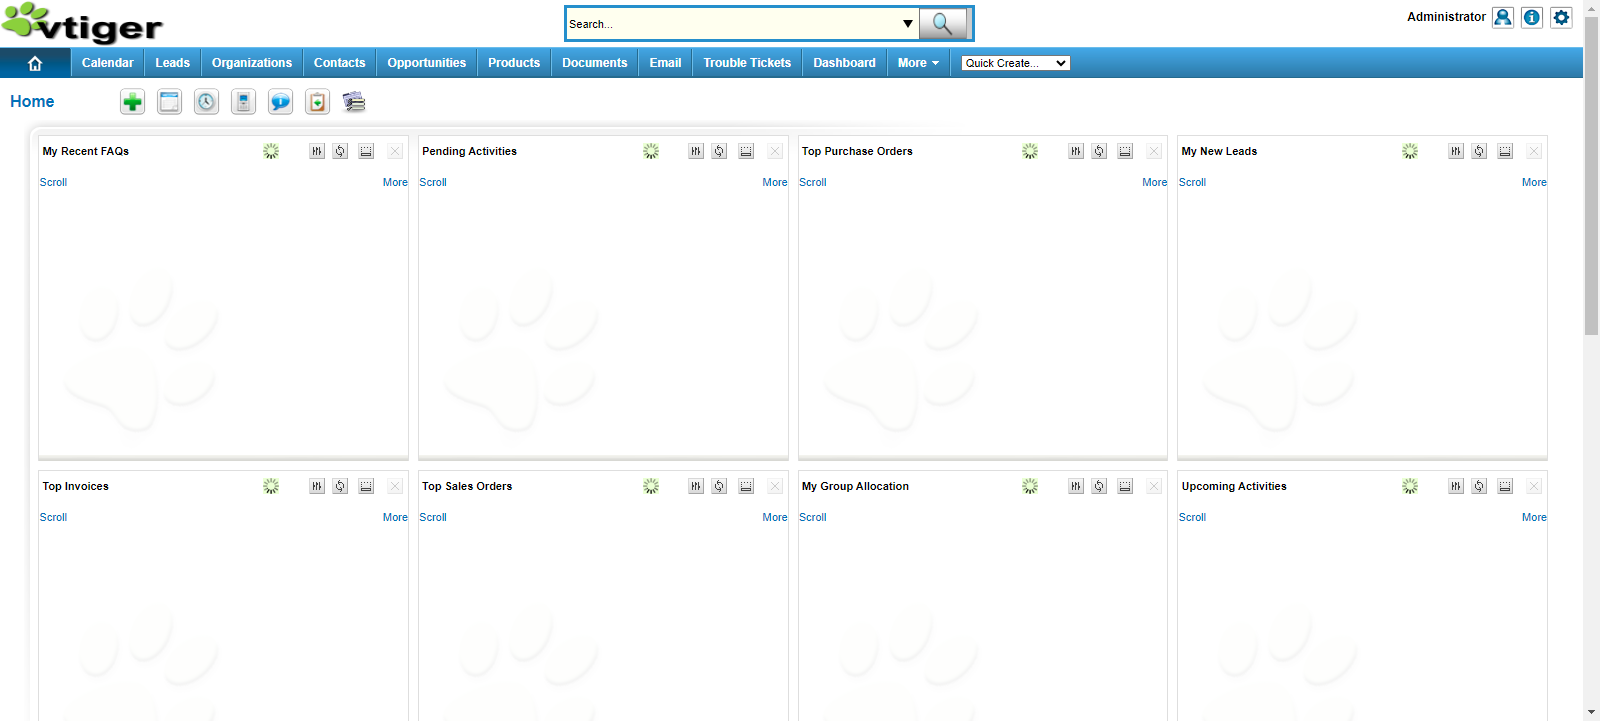 vtiger
Search...
Administrator
Calendar Leads Organizations Contacts Opportunities Products Documents Email Trouble Tickets Dashboard More Quick Create...
Home
My Recent FAQs
Scroll More
Pending Activities
Scroll More
Top Purchase Orders
Scroll More
My New Leads
Scroll More
Top Invoices
Scroll More
Top Sales Orders
Scroll More
My Group Allocation
Scroll
Upcoming Activities
Scroll More